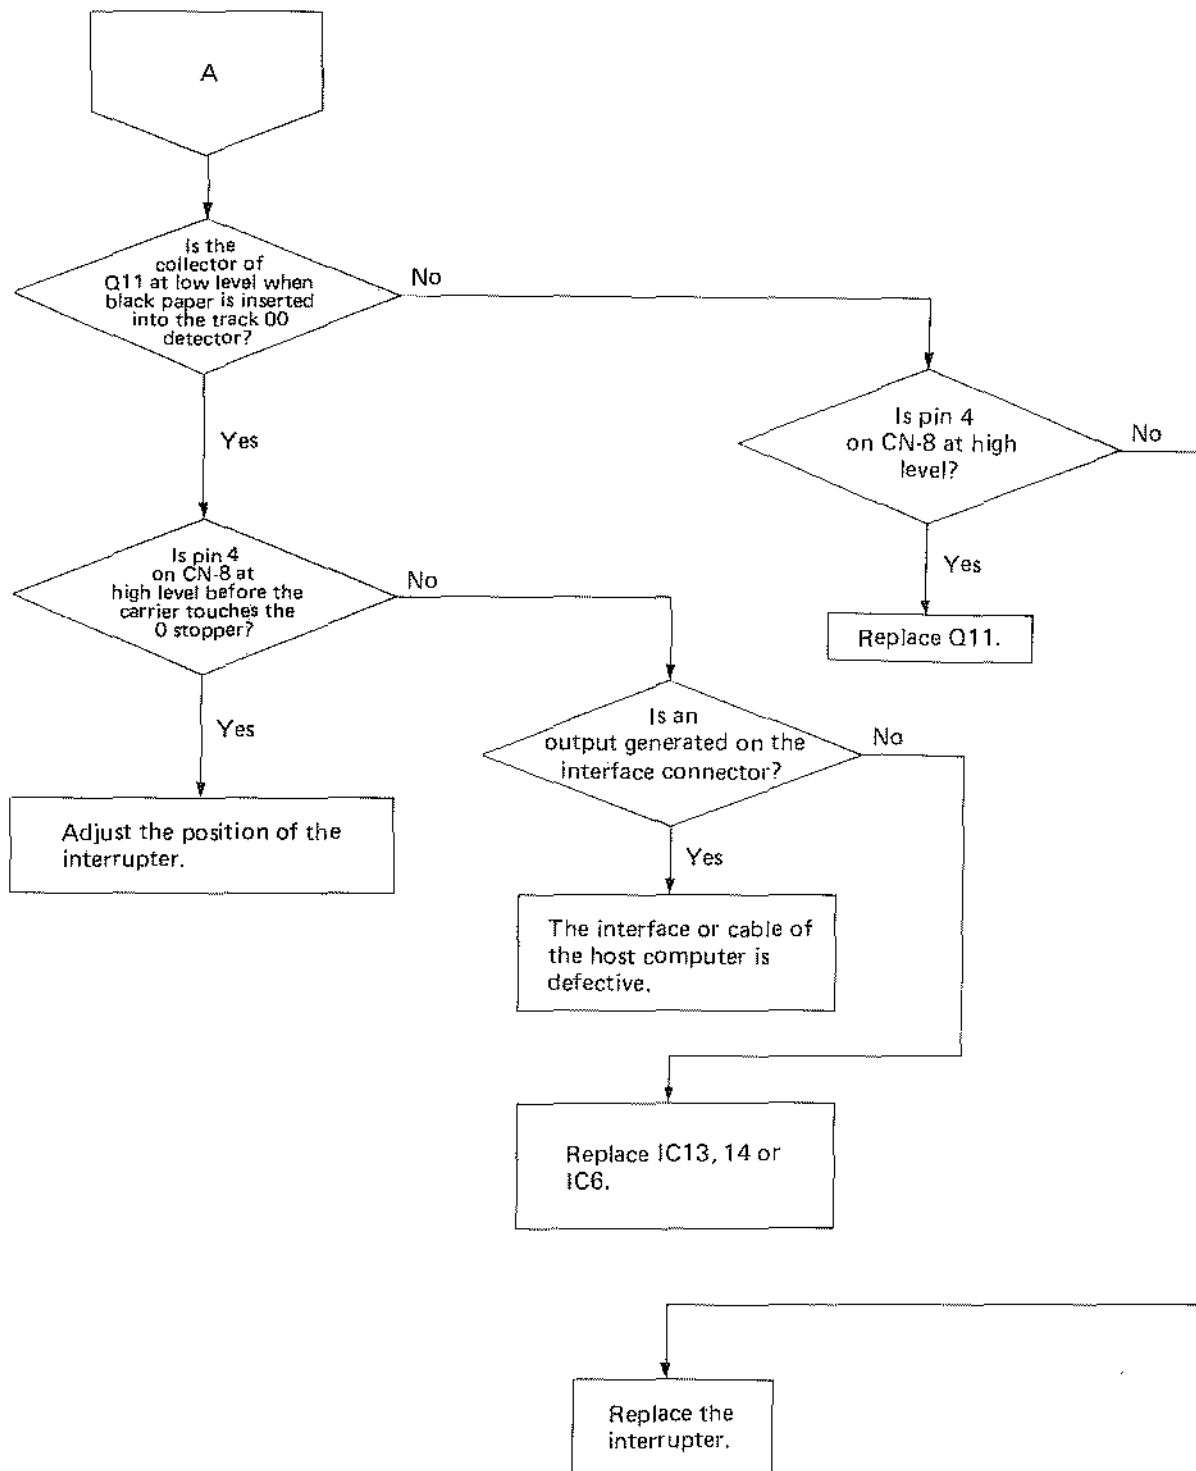 A
Is the
collector of
Q11 at low level when
black paper is inserted
into the track 00
detector?
No
Yes
Is pin 4
on CN-8 at high
level?
No
Yes
Replace Q11.
Is pin 4
on CN-8 at
high level before the
carrier touches the
0 stopper?
No
Yes
Adjust the position of the
interrupter.
Is an
output generated on the
interface connector?
No
Yes
The interface or cable of
the host computer is
defective.
Replace IC13, 14 or
IC6.
Replace the
interrupter.